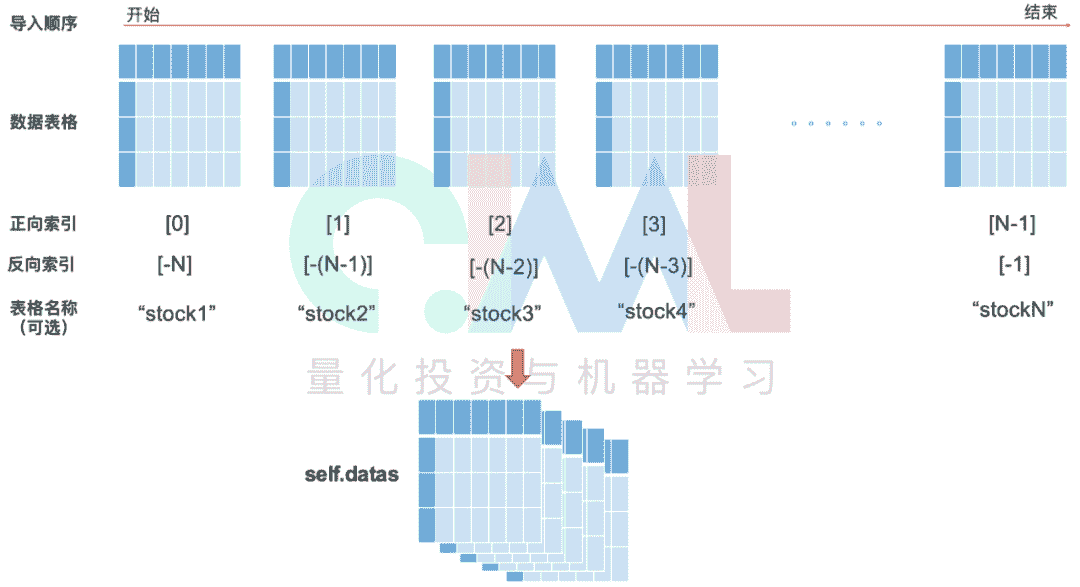 导入顺序 开始 结束
数据表格
正向索引 [0] [1] [2] [3] [N-1]
反向索引 [-N] [-(N-1)] [-(N-2)] [-(N-3)] [-1]
表格名称 “stock1” “stock2” “stock3” “stock4” “stockN”
（可选）
QIML
量化投资与机器学习
self.datas